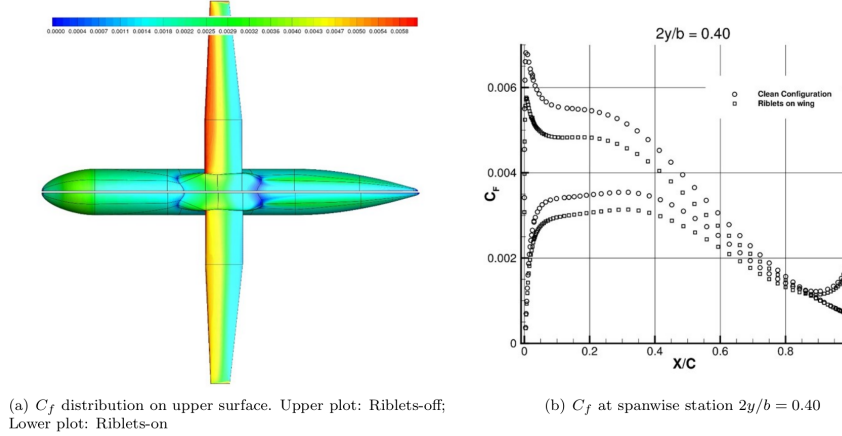 0.0000 0.0004 0.0007 0.0011 0.0014 0.0018 0.0022 0.0025 0.0029 0.0032 0.0036 0.0040 0.0043 0.0047 0.0050 0.0054 0.0058
2y/b = 0.40
0.006
Clean Configuration
Riblets on wing
0.004
CF
0.002
0
0 0.2 0.4 0.6 0.8
X/C
(a) Cf distribution on upper surface. Upper plot: Riblets-off;
Lower plot: Riblets-on
(b) Cf at spanwise station 2y/b = 0.40